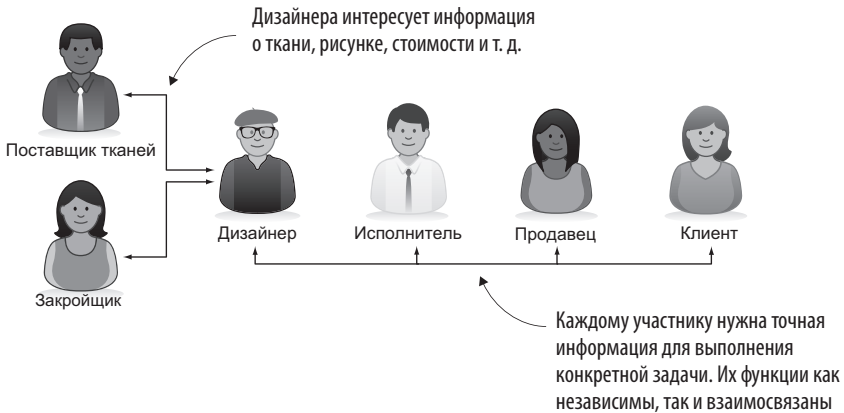 Дизайнера интересует информация
о ткани, рисунке, стоимости и т. д.
Поставщик тканей
Закройщик
Дизайнер
Исполнитель
Продавец
Клиент
Каждому участнику нужна точная
информация для выполнения
конкретной задачи. Их функции как
независимы, так и взаимосвязаны